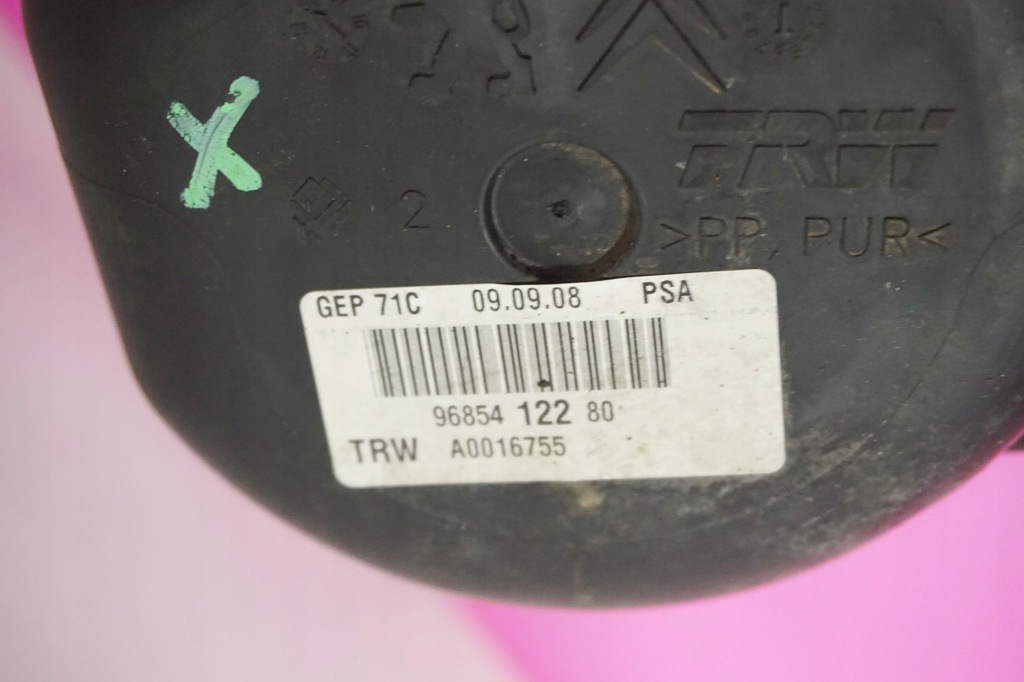 TRW
2
>PP, PUR<
GEP 71C 09.09.08 PSA
96854 122 80
TRW A0016755